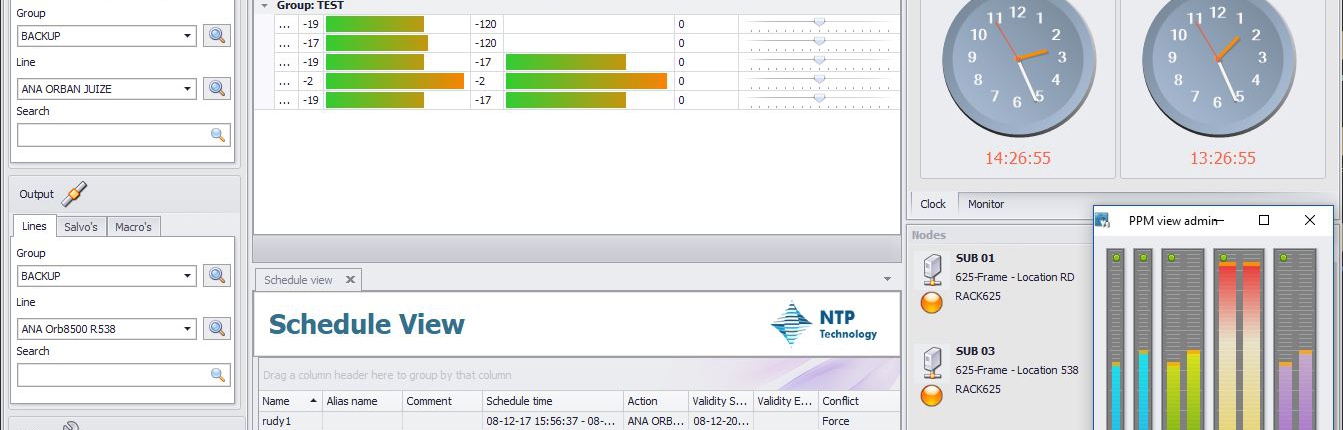 Group
BACKUP
Line
ANA ORBAN JUIZE
Search
Output
Lines Salvo's Macro's
Group
BACKUP
Line
ANA Orb8500 R538
Search
Group: TEST
... -19 -120 0
... -17 -120 0
... -19 -17 0
... -2 -2 0
... -19 -17 0
Schedule view
Schedule View
NTP
Technology
Drag a column header here to group by that column
Name Alias name Comment Schedule time Action Validity S... Validity E... Conflict
rudy1 08-12-17 15:56:37 - 08-... ANA ORB... 08-12-20... Force
11 12 1
10 2
9 3
8 4
7 6 5
14:26:55
11 12 1
10 2
9 3
8 4
7 6 5
13:26:55
Clock Monitor
Nodes
SUB 01
625-Frame - Location RD
RACK625
SUB 03
625-Frame - Location 538
RACK625
PPM view admin